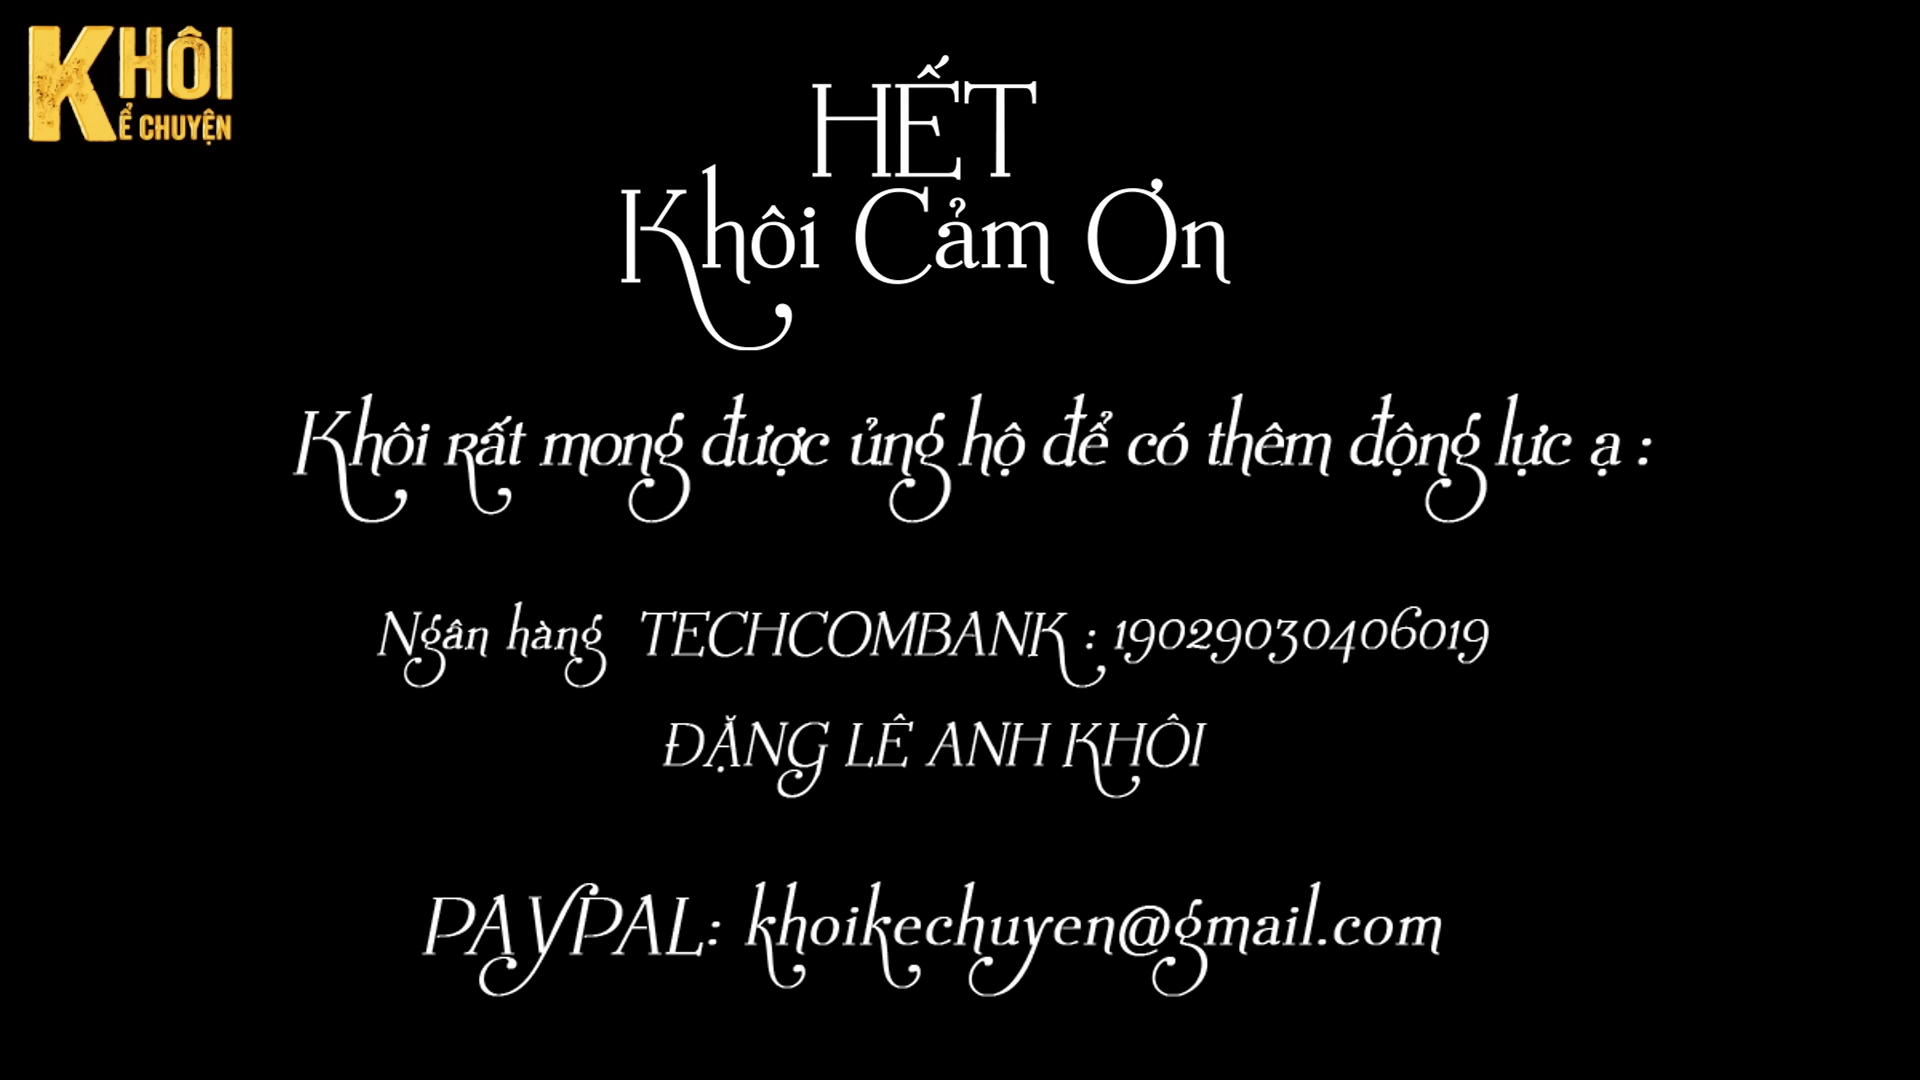 KHÔI
KỂ CHUYỆN
HẾT
Khôi Cảm Ơn
Khôi rất mong được ủng hộ để có thêm động lực ạ :
Ngân hàng TECHCOMBANK : 19029030406019
ĐẶNG LÊ ANH KHÔI
PAYPAL: khoikechuyen@gmail.com